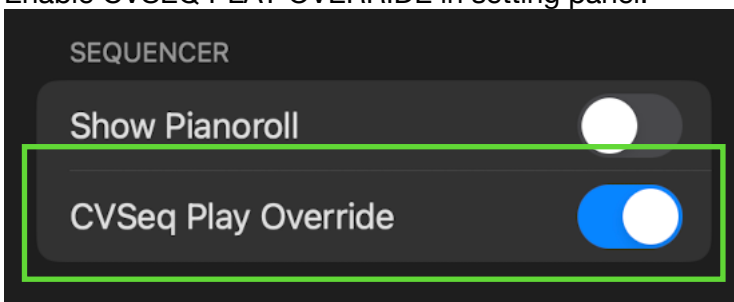 Enable CVSEQ PLAY OVERRIDE in setting panel.
SEQUENCER
Show Pianoroll
CVSeq Play Override